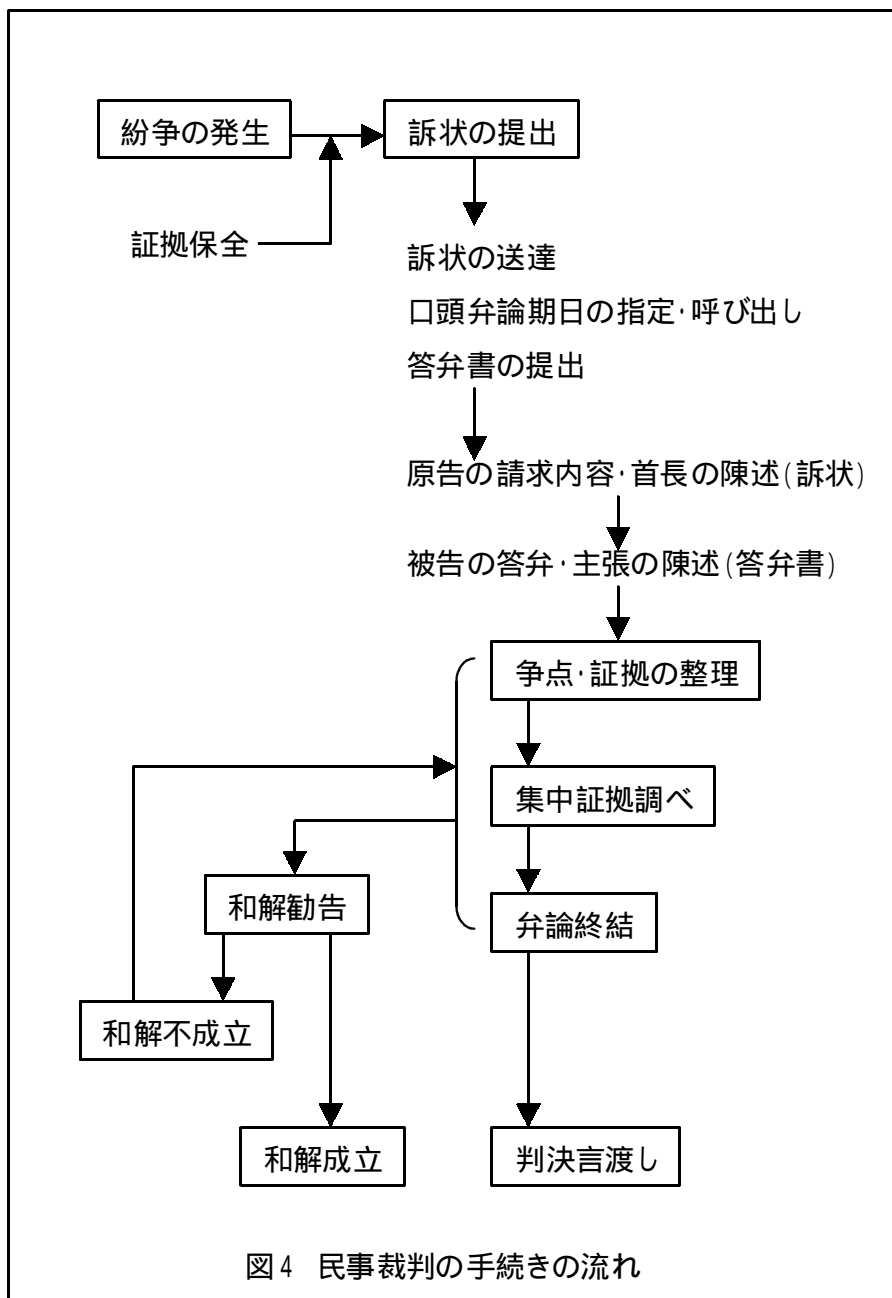 紛争の発生
訴状の提出
証拠保全
訴状の送達
口頭弁論期日の指定・呼び出し
答弁書の提出
原告の請求内容・首長の陳述(訴状)
被告の答弁・主張の陳述(答弁書)
争点・証拠の整理
集中証拠調べ
和解勧告
弁論終結
和解不成立
和解成立
判決言渡し
図4 民事裁判の手続きの流れ